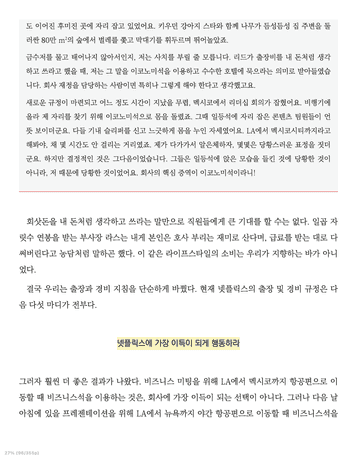 도 이어진 후미진 곳에 자리 잡고 있었어요. 키우던 강아지 스타와 함께 나무가 듬성듬성 집 주변을 둘
러싼 80만 m²의 숲에서 벌레를 쫓고 막대기를 휘두르며 뛰어놀았죠.
금수저를 물고 태어나지 않아서인지, 저는 사치를 부릴 줄 모릅니다. 리드가 출장비를 내 돈처럼 생각
하고 쓰라고 했을 때, 저는 그 말을 이코노미석을 이용하고 수수한 호텔에 묵으라는 의미로 받아들였습
니다. 회사 재정을 담당하는 사람이면 특히나 그렇게 해야 한다고 생각했고요.
새로운 규정이 마련되고 어느 정도 시간이 지났을 무렵, 멕시코에서 리더십 회의가 잡혔어요. 비행기에
올라 제 자리를 찾기 위해 이코노미석으로 몸을 돌렸죠. 그때 일등석에 자리 잡은 콘텐츠 팀원들이 언
뜻 보이더군요. 다들 기내 슬리퍼를 신고 느긋하게 몸을 누인 자세였어요. LA에서 멕시코시티까지라고
해봐야, 채 몇 시간도 안 걸리는 거리였죠. 제가 다가가서 알은체하자, 몇몇은 당황스러운 표정을 짓더
군요. 하지만 결정적인 것은 그다음이었습니다. 그들은 일등석에 앉은 모습을 들킨 것에 당황한 것이
아니라, 저 때문에 당황한 것이었어요. 회사의 핵심 중역이 이코노미석이라니!
회삿돈을 내 돈처럼 생각하고 쓰라는 말만으로 직원들에게 큰 기대를 할 수는 없다. 일곱 자
릿수 연봉을 받는 부사장 라스는 내게 본인은 호사 부리는 재미로 산다며, 급료를 받는 대로 다
써버린다고 농담처럼 말하곤 했다. 이 같은 라이프스타일의 소비는 우리가 지향하는 바가 아니
었다.
결국 우리는 출장과 경비 지침을 단순하게 바꿨다. 현재 넷플릭스의 출장 및 경비 규정은 다
음 다섯 마디가 전부다.
넷플릭스에 가장 이득이 되게 행동하라
그러자 훨씬 더 좋은 결과가 나왔다. 비즈니스 미팅을 위해 LA에서 멕시코까지 항공편으로 이
동할 때 비즈니스석을 이용하는 것은, 회사에 가장 이득이 되는 선택이 아니다. 그러나 다음 날
아침에 있을 프레젠테이션을 위해 LA에서 뉴욕까지 야간 항공편으로 이동할 때 비즈니스석을